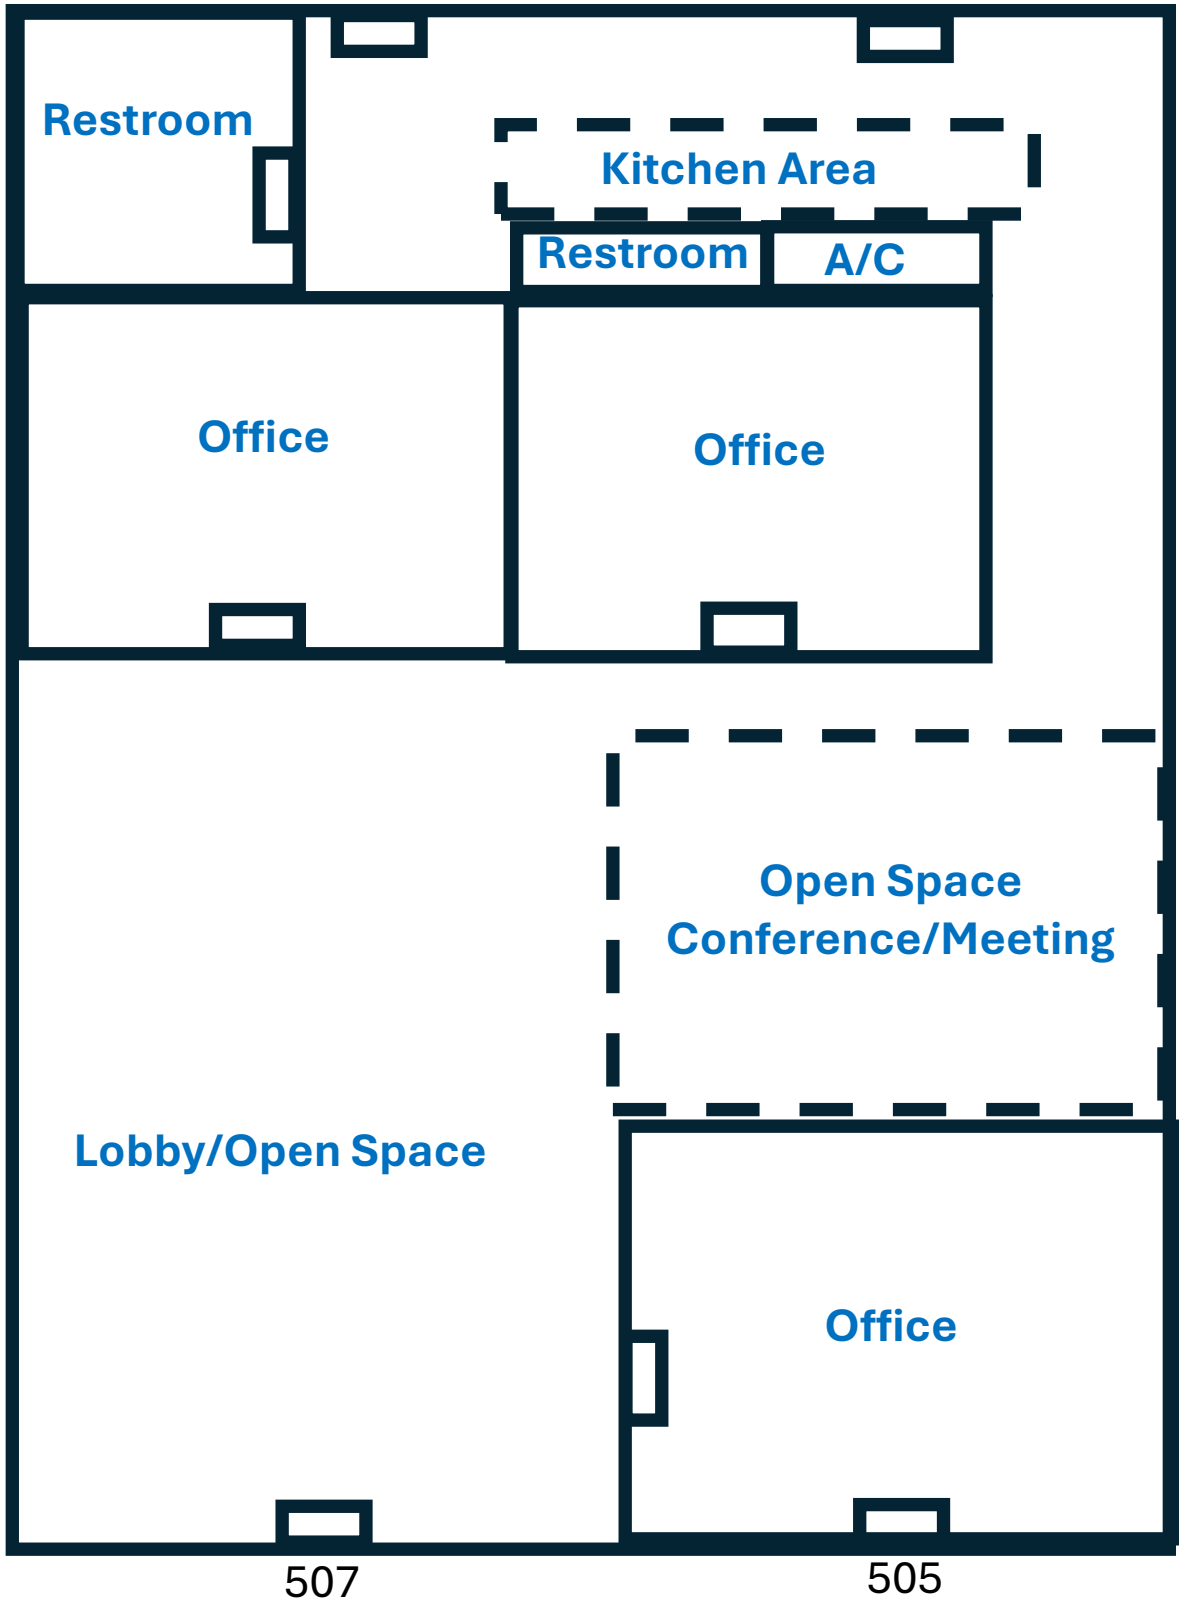 Restroom
Kitchen Area
Restroom
A/C
Office
Office
Open Space
Conference/Meeting
Lobby/Open Space
Office
507
505